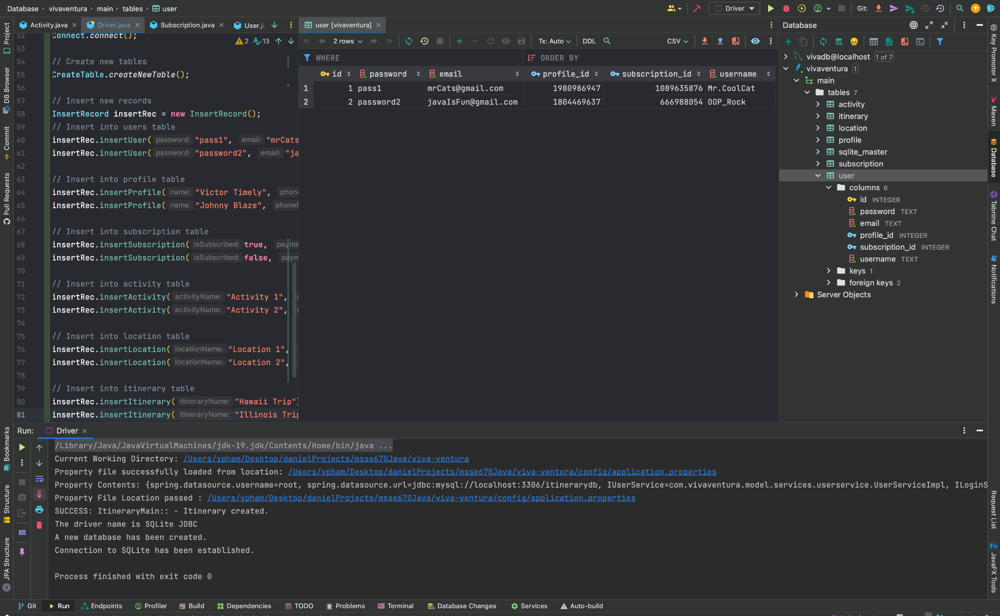 Database › vivaventura › main › tables › user
Driver
Git:
Activity.java
Driver.java
Subscription.java
user [vivaventura]
Database
52 Connect.connect();
2 13
53
54 // Create new tables
55 CreateTable.createNewTable();
56
57 // Insert new records
58 InsertRecord insertRec = new InsertRecord();
59 // Insert into users table
60 insertRec.insertUser( password: "pass1", email: "mrCats
61 insertRec.insertUser( password: "password2", email: "ja
62
63 // Insert into profile table
64 insertRec.insertProfile( name: "Victor Timely", phon
65 insertRec.insertProfile( name: "Johnny Blaze", phone
66
67 // Insert into subscription table
68 insertRec.insertSubscription( isSubscribed: true, payme
69 insertRec.insertSubscription( isSubscribed: false, paym
70
71 // Insert into activity table
72 insertRec.insertActivity( activityName: "Activity 1",
73 insertRec.insertActivity( activityName: "Activity 2",
74
75 // Insert into location table
76 insertRec.insertLocation( locationName: "Location 1",
77 insertRec.insertLocation( locationName: "Location 2",
78
79 // Insert into itinerary table
80 insertRec.insertItinerary( itineraryName: "Hawaii Trip")
81 insertRec.insertItinerary( itineraryName: "Illinois Trip
2 rows
Tx: Auto
DDL
CSV
WHERE
ORDER BY
id password email profile_id subscription_id username
1 1 pass1 mrCats@gmail.com 1980986947 1089635876 Mr.CoolCat
2 2 password2 javaIsFun@gmail.com 1804469637 666988054 OOP_Rock
vivadb@localhost 1 of 7
vivaventura 1
main
tables 7
activity
itinerary
location
profile
sqlite_master
subscription
user
columns 6
id INTEGER
password TEXT
email TEXT
profile_id INTEGER
subscription_id INTEGER
username TEXT
keys 1
foreign keys 2
Server Objects
Project
DB Browser
Commit
Pull Requests
Bookmarks
Structure
JPA Structure
Key Promoter X
Maven
Database
Tabnine Chat
Notifications
Request List
JavaFX Tools
Run: Driver
/Library/Java/JavaVirtualMachines/jdk-19.jdk/Contents/Home/bin/java ...
Current Working Directory: /Users/ypham/Desktop/danielProjects/msse670Java/viva-ventura
Property file successfully loaded from location: /Users/ypham/Desktop/danielProjects/msse670Java/viva-ventura/config/application.properties
Property Contents: {spring.datasource.username=root, spring.datasource.url=jdbc:mysql://localhost:3306/itinerarydb, IUserService=com.vivaventura.model.services.userservice.UserServiceImpl, ILoginS
Property File Location passed : /Users/ypham/Desktop/danielProjects/msse670Java/viva-ventura/config/application.properties
SUCCESS: ItineraryMain:: - Itinerary created.
The driver name is SQLite JDBC
A new database has been created.
Connection to SQLite has been established.
Process finished with exit code 0
Git
Run
Endpoints
Profiler
Build
Dependencies
TODO
Problems
Terminal
Database Changes
Services
Auto-build